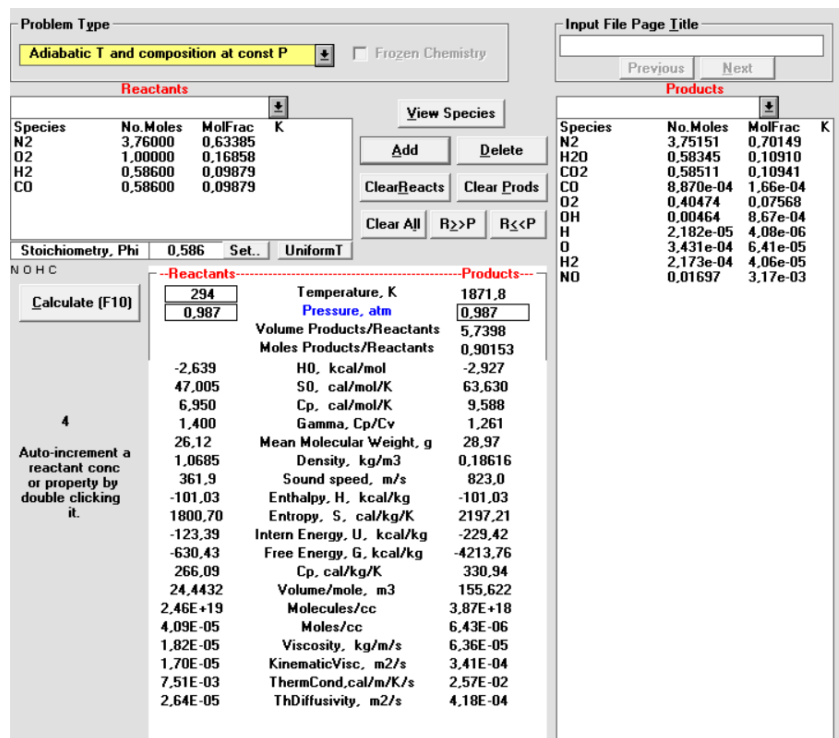 Problem Type
Adiabatic T and composition at const P
Frozen Chemistry
Input File Page Title
Previous Next
Reactants
Species No.Moles MolFrac K
N2 3,76000 0,63385
O2 1,00000 0,16858
H2 0,58600 0,09879
CO 0,58600 0,09879
View Species
Add Delete
ClearReacts Clear Prods
Clear All R>>P R<<P
Products
Species No.Moles MolFrac K
N2 3,75151 0,70149
H2O 0,58345 0,10910
CO2 0,58511 0,10941
CO 8,870e-04 1,66e-04
O2 0,40474 0,07568
OH 0,00464 8,67e-04
H 2,182e-05 4,08e-06
O 3,431e-04 6,41e-05
H2 2,173e-04 4,06e-05
NO 0,01697 3,17e-03
Stoichiometry, Phi 0,586 Set.. UniformT
N O H C
Calculate (F10)
4
Auto-increment a
reactant conc
or property by
double clicking
it.
--Reactants------Products---
294 Temperature, K 1871,8
0,987 Pressure, atm 0,987
Volume Products/Reactants 5,7398
Moles Products/Reactants 0,90153
-2,639 H0, kcal/mol -2,927
47,005 S0, cal/mol/K 63,630
6,950 Cp, cal/mol/K 9,588
1,400 Gamma, Cp/Cv 1,261
26,12 Mean Molecular Weight, g 28,97
1,0685 Density, kg/m3 0,18616
361,9 Sound speed, m/s 823,0
-101,03 Enthalpy, H, kcal/kg -101,03
1800,70 Entropy, S, cal/kg/K 2197,21
-123,39 Intern Energy, U, kcal/kg -229,42
-630,43 Free Energy, G, kcal/kg -4213,76
266,09 Cp, cal/kg/K 330,94
24,4432 Volume/mole, m3 155,622
2,46E+19 Molecules/cc 3,87E+18
4,09E-05 Moles/cc 6,43E-06
1,82E-05 Viscosity, kg/m/s 6,36E-05
1,70E-05 KinematicVisc, m2/s 3,41E-04
7,51E-03 ThermCond,cal/m/K/s 2,57E-02
2,64E-05 ThDiffusivity, m2/s 4,18E-04